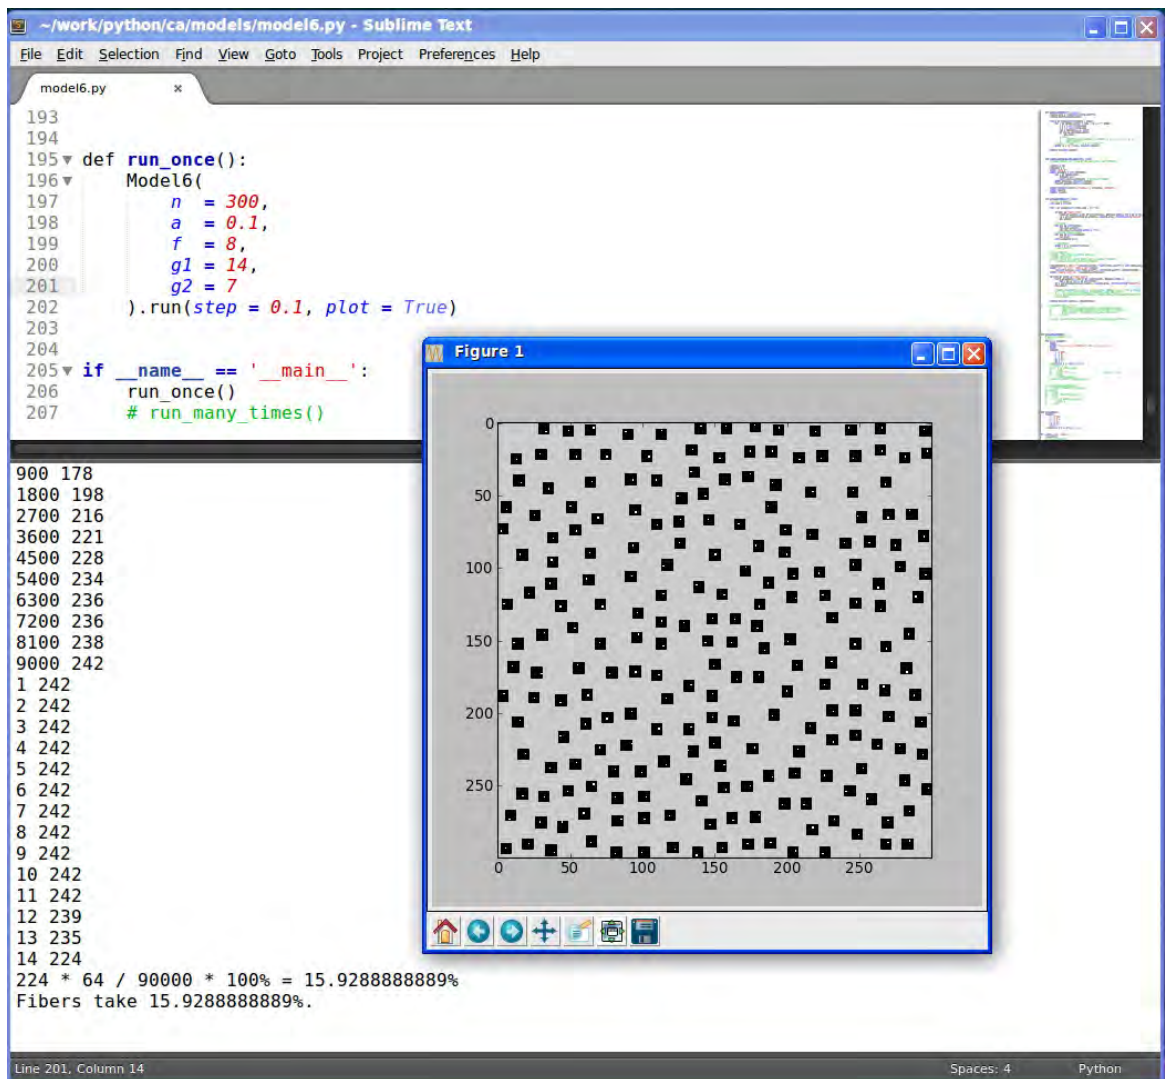 ~/work/python/ca/models/model6.py - Sublime Text
File Edit Selection Find View Goto Tools Project Preferences Help
model6.py ×
193
194
195 def run_once():
196 Model6(
197 n = 300,
198 a = 0.1,
199 f = 8,
200 g1 = 14,
201 g2 = 7
202 ).run(step = 0.1, plot = True)
203
204
205 if __name__ == '__main__':
206 run_once()
207 # run_many_times()
Figure 1
0
50
100
150
200
250
0 50 100 150 200 250
900 178
1800 198
2700 216
3600 221
4500 228
5400 234
6300 236
7200 236
8100 238
9000 242
1 242
2 242
3 242
4 242
5 242
6 242
7 242
8 242
9 242
10 242
11 242
12 239
13 235
14 224
224 * 64 / 90000 * 100% = 15.9288888889%
Fibers take 15.9288888889%.
Line 201, Column 14 Spaces: 4 Python